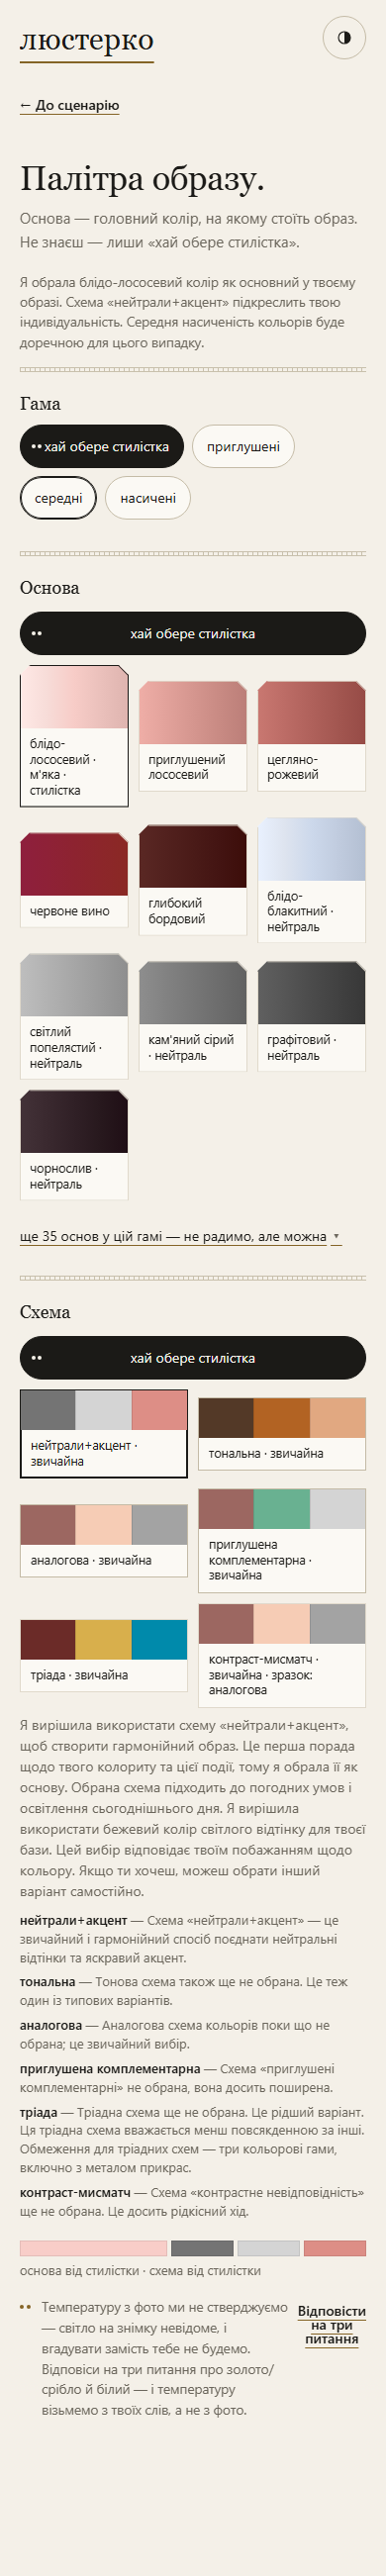 люстерко
← До сценарію
Палітра образу.
Основа — головний колір, на якому стоїть образ.
Не знаєш — лиши «хай обере стилістка».
Я обрала блідо-лососевий колір як основний у твоєму
образі. Схема «нейтрали+акцент» підкреслить твою
індивідуальність. Середня насиченість кольорів буде
доречною для цього випадку.
Гама
хай обере стилістка
приглушені
середні
насичені
Основа
хай обере стилістка
блідо-
лососевий ·
м'яка ·
стилістка
приглушений
лососевий
цегляно-
рожевий
червоне вино
глибокий
бордовий
блідо-
блакитний ·
нейтраль
світлий
попелястий ·
нейтраль
кам'яний сірий
· нейтраль
графітовий ·
нейтраль
чорнослив ·
нейтраль
ще 35 основ у цій гамі — не радимо, але можна
Схема
хай обере стилістка
нейтрали+акцент ·
звичайна
тональна · звичайна
аналогова · звичайна
приглушена
комплементарна ·
звичайна
тріада · звичайна
контраст-мисматч ·
звичайна · зразок:
аналогова
Я вирішила використати схему «нейтрали+акцент»,
щоб створити гармонійний образ. Це перша порада
щодо твого колориту та цієї події, тому я обрала її як
основу. Обрана схема підходить до погодних умов і
освітлення сьогоднішнього дня. Я вирішила
використати бежевий колір світлого відтінку для твоєї
бази. Цей вибір відповідає твоїм побажанням щодо
кольору. Якщо ти хочеш, можеш обрати інший
варіант самостійно.
нейтрали+акцент — Схема «нейтрали+акцент» — це
звичайний і гармонійний спосіб поєднати нейтральні
відтінки та яскравий акцент.
тональна — Тонова схема також ще не обрана. Це теж
один із типових варіантів.
аналогова — Аналогова схема кольорів поки що не
обрана; це звичайний вибір.
приглушена комплементарна — Схема «приглушені
комплементарні» не обрана, вона досить поширена.
тріада — Тріадна схема ще не обрана. Це рідший варіант.
Ця тріадна схема вважається менш повсякденною за інші.
Обмеження для тріадних схем — три кольорові гами,
включно з металом прикрас.
контраст-мисматч — Схема «контрастне невідповідність»
ще не обрана. Це досить рідкісний хід.
основа від стилістки · схема від стилістки
Температуру з фото ми не стверджуємо
— світло на знімку невідоме, і
вгадувати замість тебе не будемо.
Відповіси на три питання про золото/
срібло й білий — і температуру
візьмемо з твоїх слів, а не з фото.
Відповісти
на три
питання